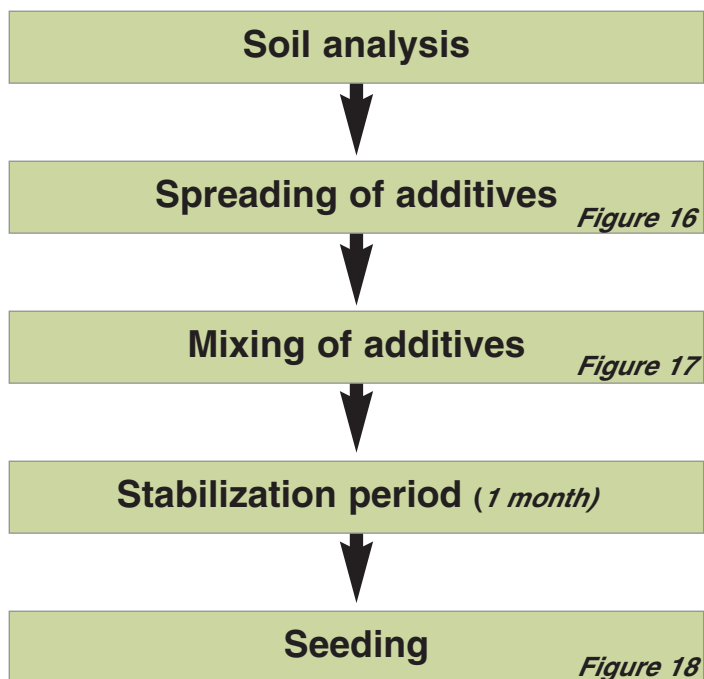 Soil analysis
Spreading of additives
Figure 16
Mixing of additives
Figure 17
Stabilization period (1 month)
Seeding
Figure 18